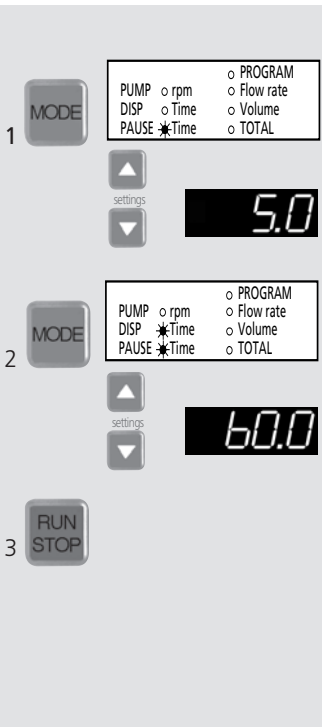 1
MODE
PROGRAM
PUMP rpm Flow rate
DISP Time Volume
PAUSE Time TOTAL
settings
5.0
2
MODE
PROGRAM
PUMP rpm Flow rate
DISP Time Volume
PAUSE Time TOTAL
settings
b0.0
3
RUN
STOP